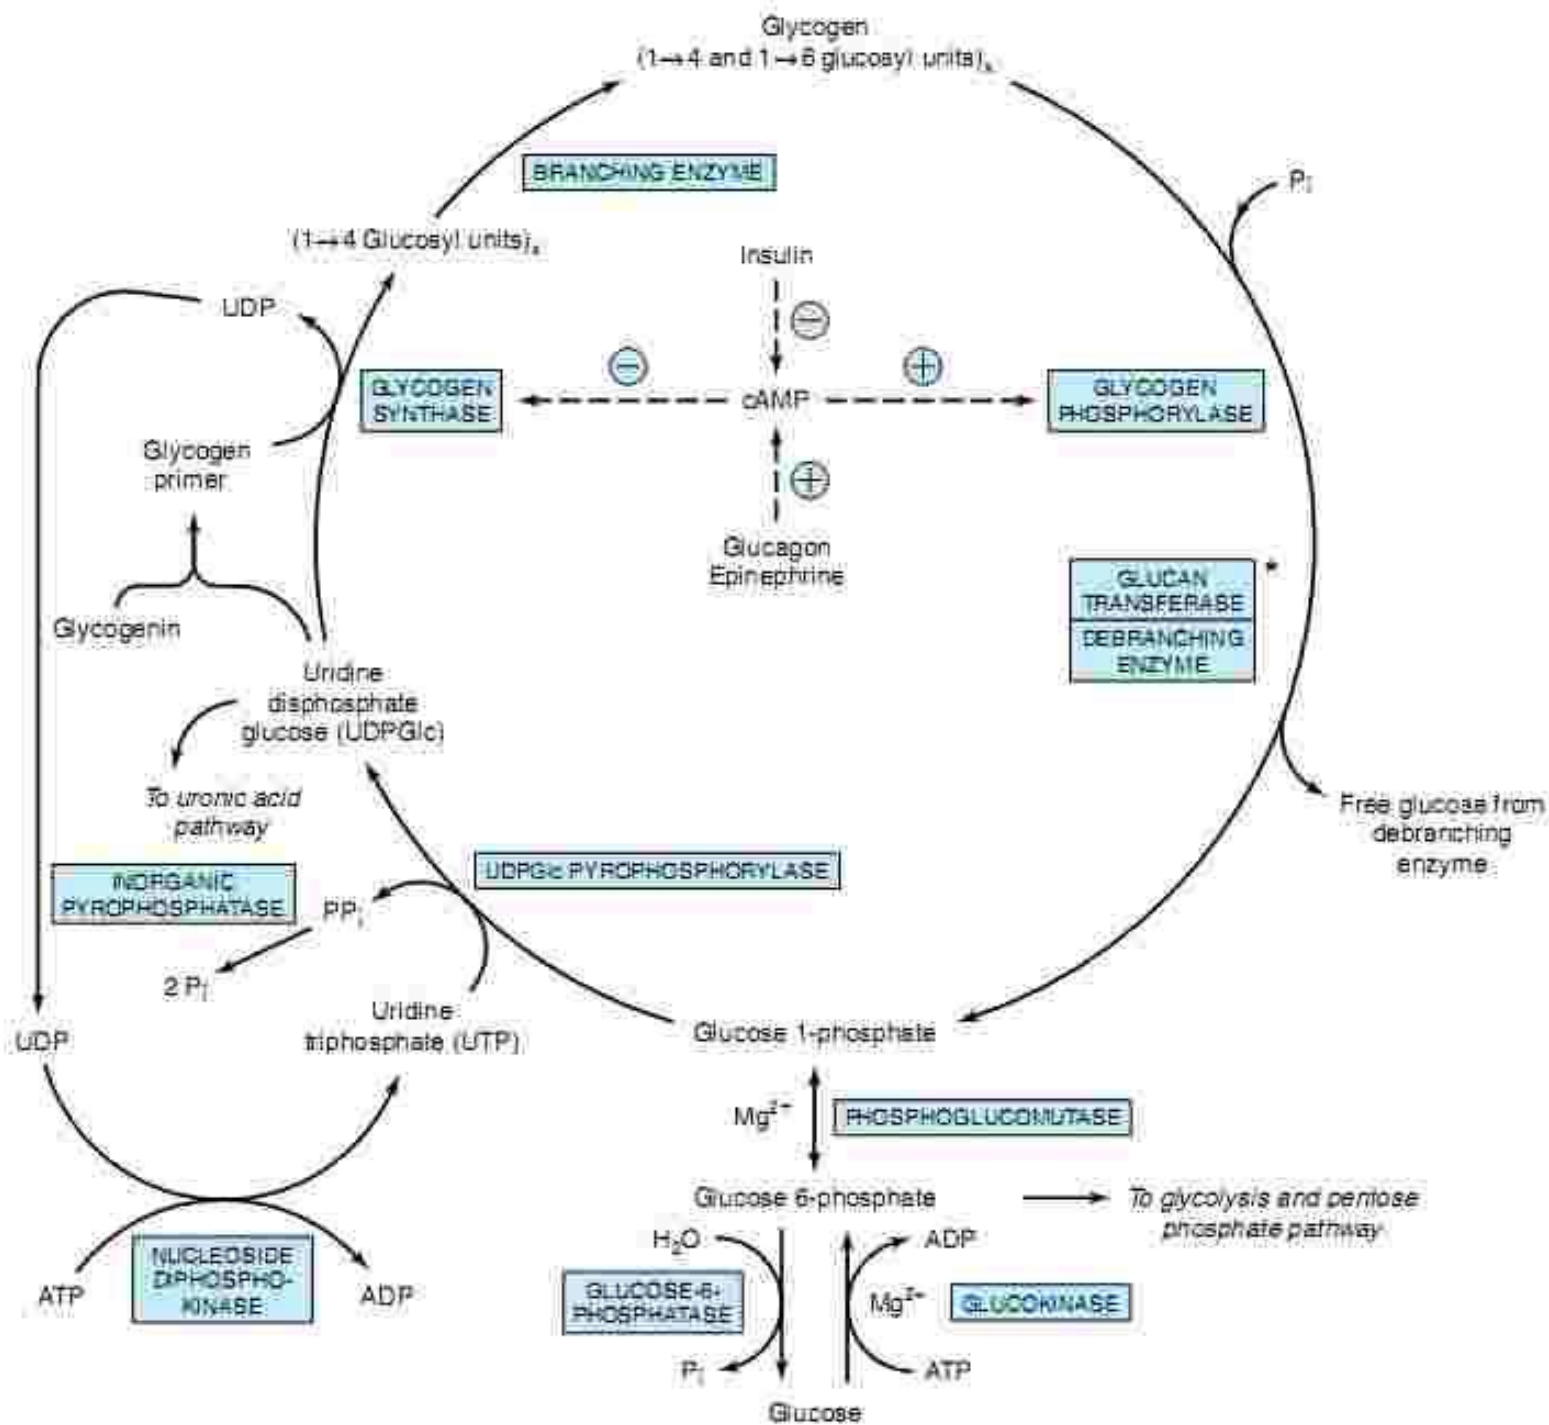 Glycogen
(1→4 and 1→6 glucosyl units)x
BRANCHING ENZYME
Pi
(1→4 Glucosyl units)x
Insulin
UDP
−
−
+
GLYCOGEN
SYNTHASE
cAMP
GLYCOGEN
PHOSPHORYLASE
Glycogen
primer
+
Glucagon
Epinephrine
GLUCAN
TRANSFERASE
*
DEBRANCHING
ENZYME
Glycogenin
Uridine
disphosphate
glucose (UDPGlc)
To uronic acid
pathway
Free glucose from
debranching
enzyme
UDPGlc PYROPHOSPHORYLASE
INORGANIC
PYROPHOSPHATASE
PPi
2 Pi
Uridine
triphosphate (UTP)
UDP
Glucose 1-phosphate
Mg2+
PHOSPHOGLUCOMUTASE
Glucose 6-phosphate
To glycolysis and pentose
phosphate pathway
H2O
ADP
NUCLEOSIDE
DIPHOSPHO-
KINASE
ATP
ADP
GLUCOSE-6-
PHOSPHATASE
Mg2+
GLUCOKINASE
Pi
ATP
Glucose